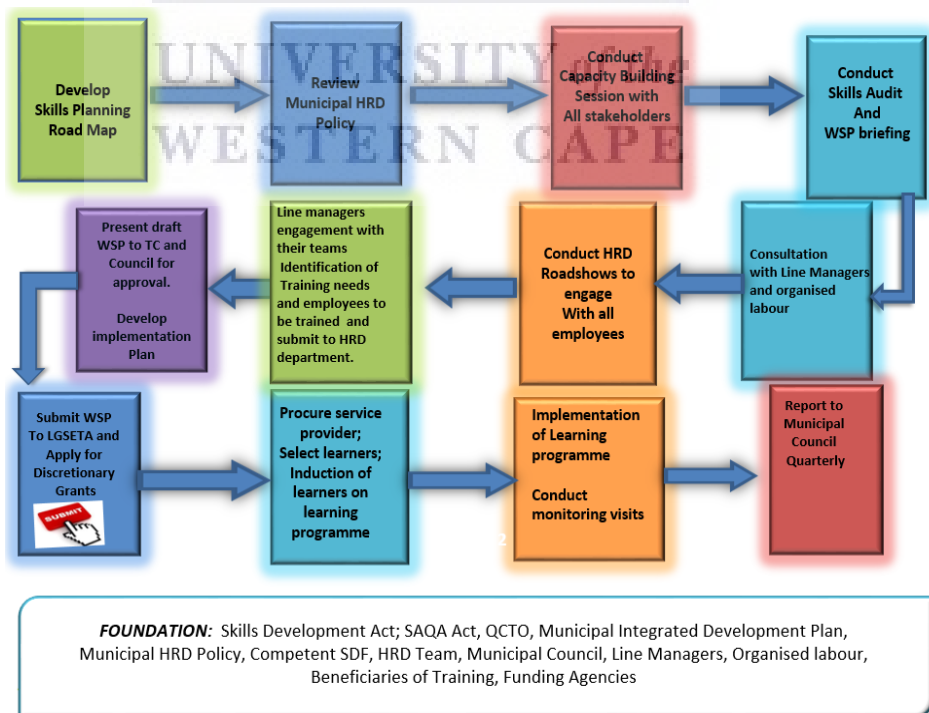 UNIVERSITY of the
WESTERN CAPE
Develop
Skills Planning
Road Map
Review
Municipal HRD
Policy
Conduct
Capacity Building
Session with
All stakeholders
Conduct
Skills Audit
And
WSP briefing
Consultation
with Line Managers
and organised
labour
Conduct HRD
Roadshows to
engage
With all
employees
Line managers
engagement with
their teams
Identification of
Training needs
and employees to
be trained and
submit to HRD
department.
Present draft
WSP to TC and
Council for
approval.
Develop
implementation
Plan
Submit WSP
To LGSETA and
Apply for
Discretionary
Grants
SUBMIT
Procure service
provider;
Select learners;
Induction of
learners on
learning
programme
Implementation
of Learning
programme
Conduct
monitoring visits
2
Report to
Municipal
Council
Quarterly
FOUNDATION: Skills Development Act; SAQA Act, QCTO, Municipal Integrated Development Plan,
Municipal HRD Policy, Competent SDF, HRD Team, Municipal Council, Line Managers, Organised labour,
Beneficiaries of Training, Funding Agencies